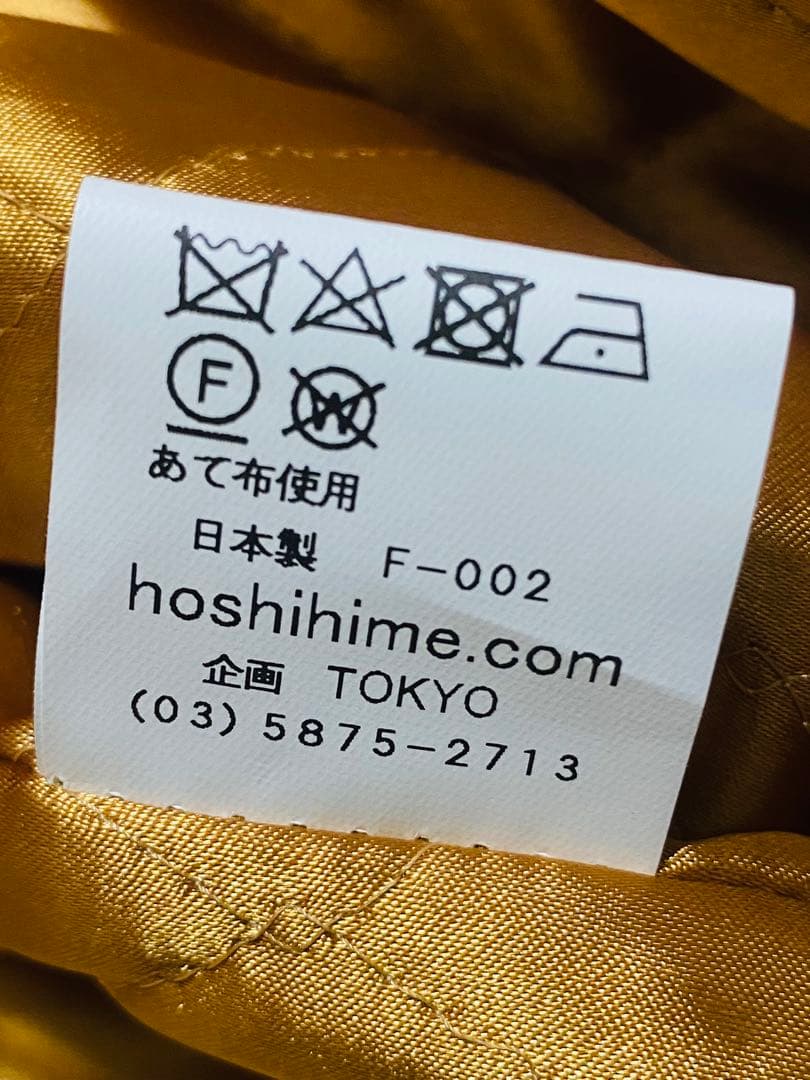 F
W
あて布使用
日本製 F-002
hoshihime.com
企画 TOKYO
(03)5875-2713